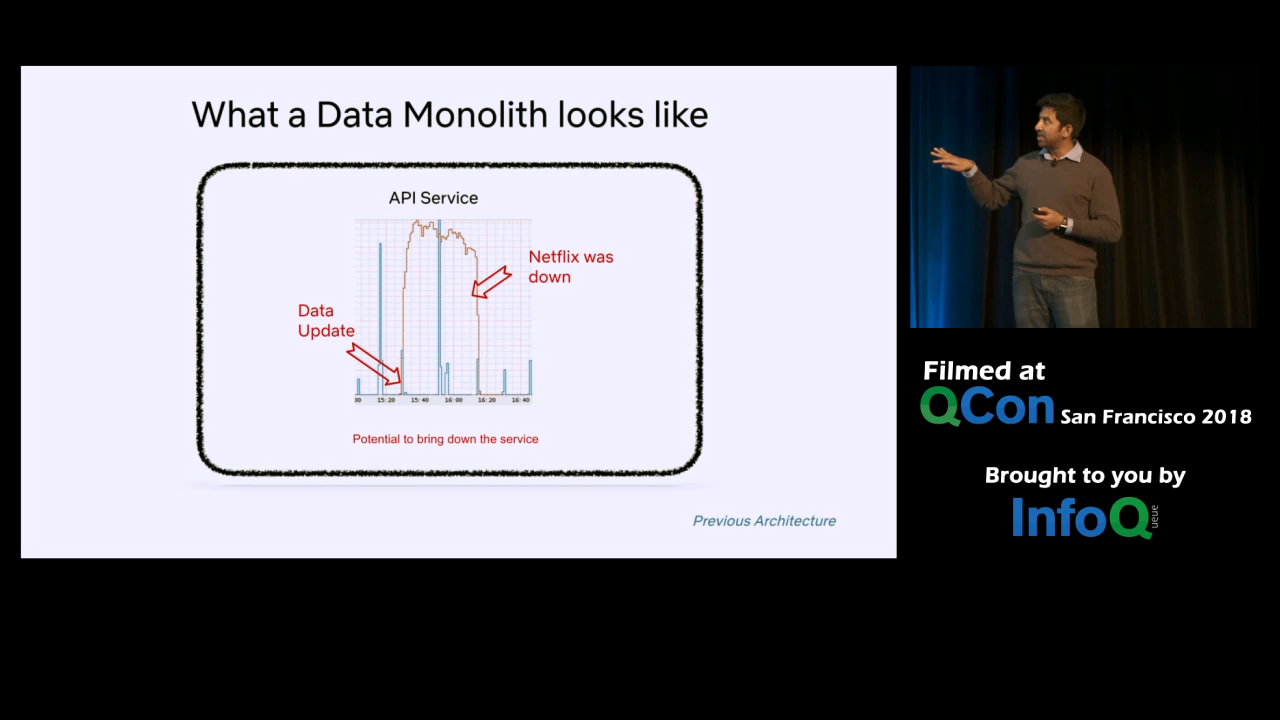 What a Data Monolith looks like
API Service
Netflix was
down
Data
Update
00 15:20 15:40 16:00 16:20 16:40
Potential to bring down the service
Previous Architecture
Filmed at
QCon San Francisco 2018
Brought to you by
InfoQ
ueue